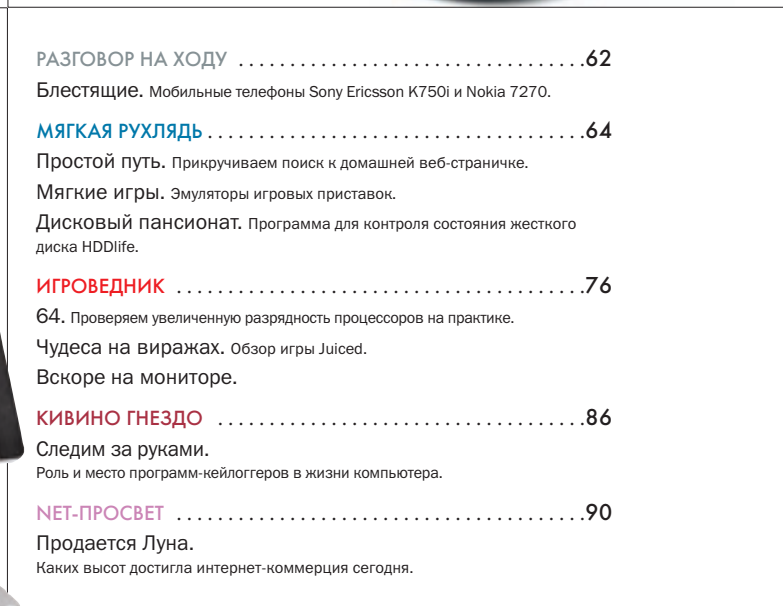 РАЗГОВОР НА ХОДУ . . . . . . . . . . . . . . . . . . . . . . . . . . . . . . . . . .62
Блестящие. Мобильные телефоны Sony Ericsson K750i и Nokia 7270.
МЯГКАЯ РУХЛЯДЬ . . . . . . . . . . . . . . . . . . . . . . . . . . . . . . . . . . . . .64
Простой путь. Прикручиваем поиск к домашней веб-страничке.
Мягкие игры. Эмуляторы игровых приставок.
Дисковый пансионат. Программа для контроля состояния жесткого
диска HDDlife.
ИГРОВЕДНИК . . . . . . . . . . . . . . . . . . . . . . . . . . . . . . . . . . . . . . . .76
64. Проверяем увеличенную разрядность процессоров на практике.
Чудеса на виражах. Обзор игры Juiced.
Вскоре на мониторе.
КИВИНО ГНЕЗДО . . . . . . . . . . . . . . . . . . . . . . . . . . . . . . . . . . . .86
Следим за руками.
Роль и место программ-кейлоггеров в жизни компьютера.
NET-ПРОСВЕТ . . . . . . . . . . . . . . . . . . . . . . . . . . . . . . . . . . . . . . . .90
Продается Луна.
Каких высот достигла интернет-коммерция сегодня.